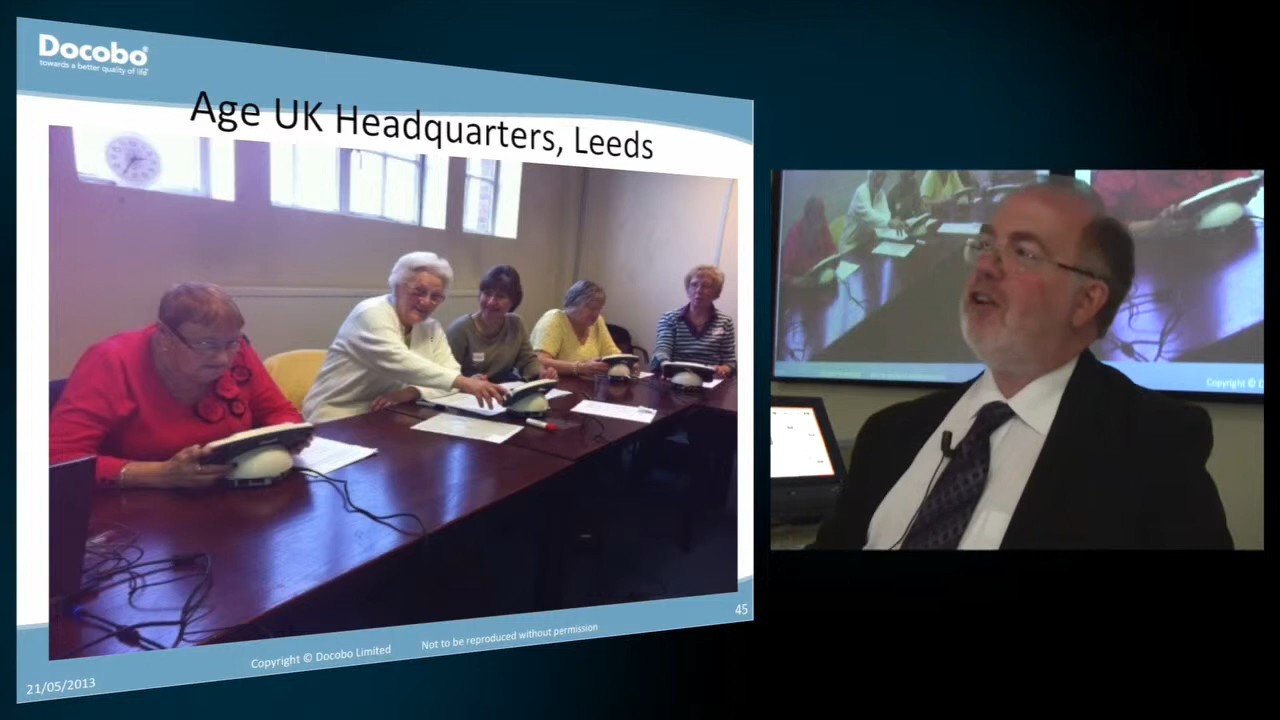 Docobo®
towards a better quality of life
Age UK Headquarters, Leeds
45
Copyright © Docobo Limited Not to be reproduced without permission
21/05/2013
Copyright ©